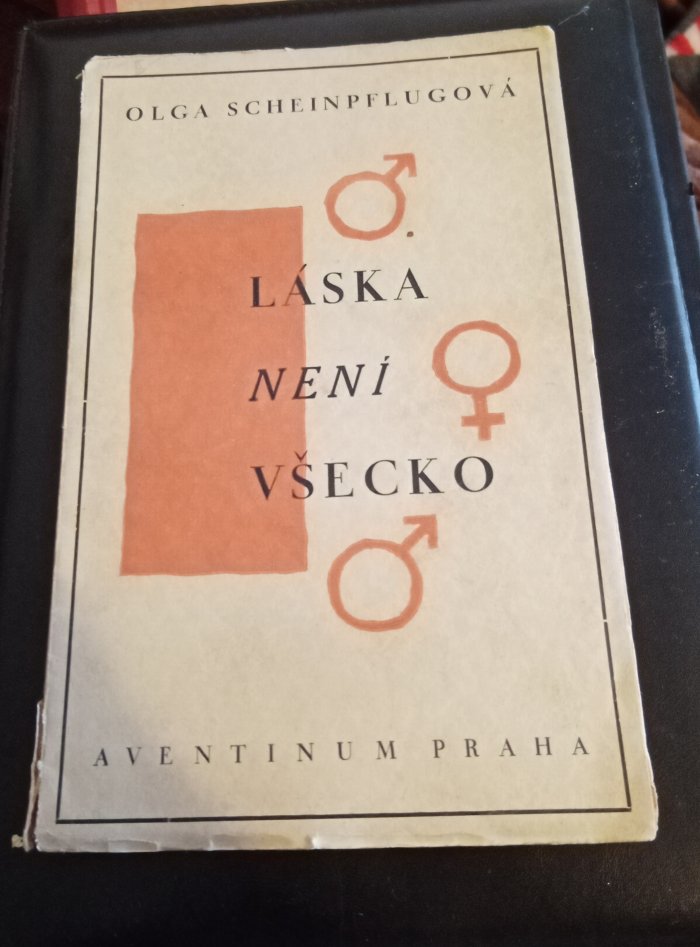 OLGA SCHEINPFLUGOVÁ
LÁSKA
NENÍ
VŠECKO
AVENTINUM PRAHA